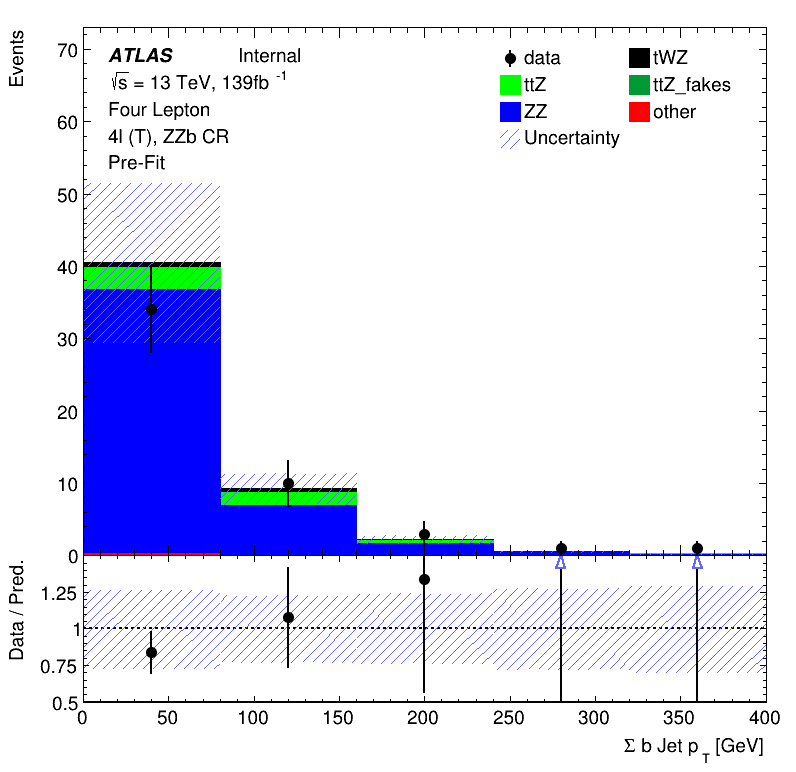 Events
70
60
50
40
30
20
10
0
ATLAS Internal
√s = 13 TeV, 139fb -1
Four Lepton
4l (T), ZZb CR
Pre-Fit
data
tWZ
ttZ
ttZ_fakes
ZZ
other
Uncertainty
Data / Pred.
1.25
1
0.75
0.5
0 50 100 150 200 250 300 350 400
Σ b Jet p T [GeV]